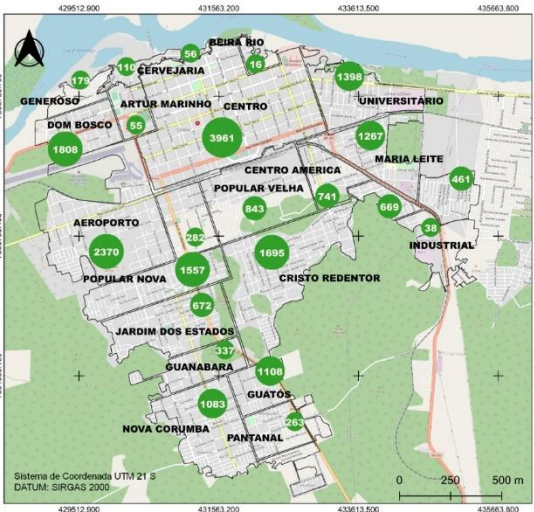 429512.900 431563.200 433613.500 435663.800
BEIRA RIO
56
110
16
CERVEJARIA
179
1398
GENEROSO
ARTUR MARINHO
CENTRO
UNIVERSITÁRIO
DOM BOSCO
55
3961
1267
1808
MARIA LEITE
CENTRO AMERICA
POPULAR VELHA
461
741
843
669
AEROPORTO
38
282
INDUSTRIAL
2370
1557
1695
POPULAR NOVA
CRISTO REDENTOR
672
JARDIM DOS ESTADOS
337
GUANABARA
1108
GUATOS
1083
263
NOVA CORUMBA
PANTANAL
Sistema de Coordenada UTM 21 S
DATUM: SIRGAS 2000
0 250 500 m
429512.900 431563.200 433613.500 435663.800